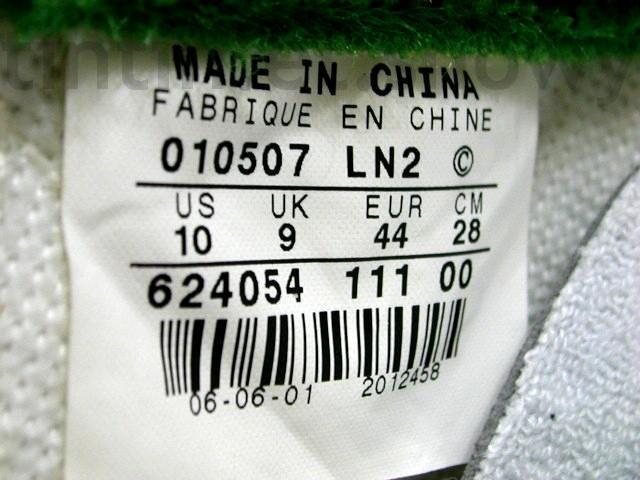 MADE IN CHINA
FABRIQUE EN CHINE
010507 LN2 ©
US UK EUR CM
10 9 44 28
624054 111 00
06-06-01 2012458